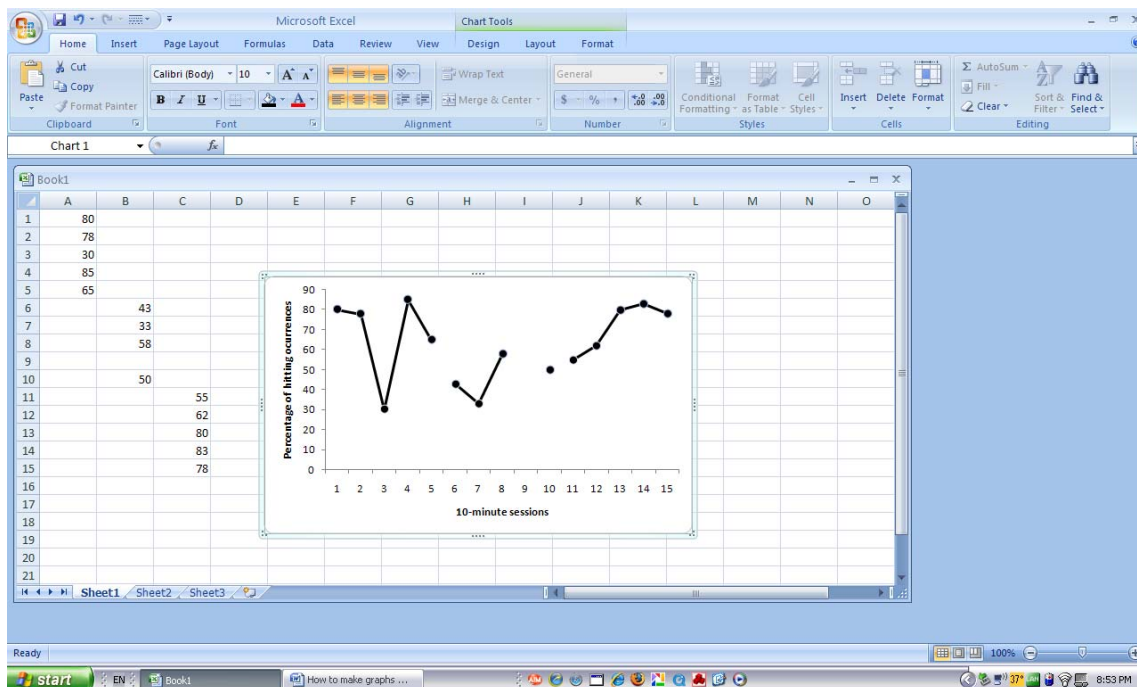 Microsoft Excel
Chart Tools
Home Insert Page Layout Formulas Data Review View Design Layout Format
Paste
Cut
Copy
Format Painter
Clipboard
Calibri (Body) 10 A A
B I U A
Font
Wrap Text
Merge & Center
Alignment
General
$ % , .0 .00 .00 .0
Number
Conditional Formatting
Format as Table
Cell Styles
Styles
Insert Delete Format
Cells
Σ AutoSum
Fill
Clear
Sort & Filter
Find & Select
Editing
Chart 1 fx
Book1
A B C D E F G H I J K L M N O
1 80
2 78
3 30
4 85
5 65
6 43
7 33
8 58
9
10 50
11 55
12 62
13 80
14 83
15 78
16
17
18
19
20
21
Percentage of hitting ocurrences
90
80
70
60
50
40
30
20
10
0
1 2 3 4 5 6 7 8 9 10 11 12 13 14 15
10-minute sessions
Sheet1 Sheet2 Sheet3
Ready
100%
start EN Book1 How to make graphs ... 37° 8:53 PM